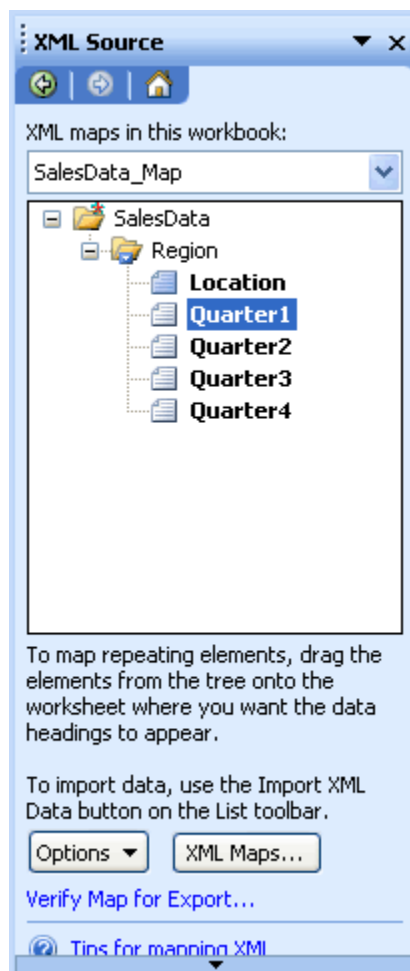 XML Source
XML maps in this workbook:
SalesData_Map
SalesData
Region
Location
Quarter1
Quarter2
Quarter3
Quarter4
To map repeating elements, drag the
elements from the tree onto the
worksheet where you want the data
headings to appear.
To import data, use the Import XML
Data button on the List toolbar.
Options XML Maps...
Verify Map for Export...
Tips for mapping XML